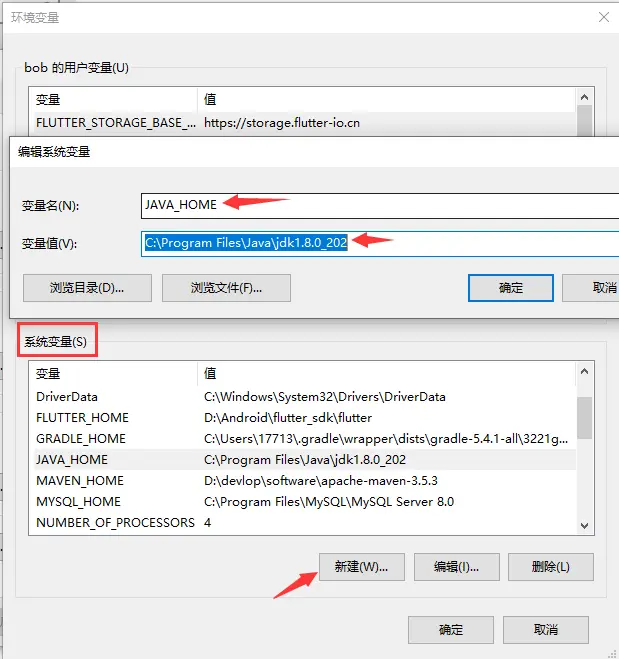 环境变量
bob 的用户变量(U)
变量 值
FLUTTER_STORAGE_BASE_... https://storage.flutter-io.cn
编辑系统变量
变量名(N): JAVA_HOME
变量值(V): C:\Program Files\Java\jdk1.8.0_202
浏览目录(D)... 浏览文件(F)... 确定 取消
系统变量(S)
变量 值
DriverData C:\Windows\System32\Drivers\DriverData
FLUTTER_HOME D:\Android\flutter_sdk\flutter
GRADLE_HOME C:\Users\17713\.gradle\wrapper\dists\gradle-5.4.1-all\3221g...
JAVA_HOME C:\Program Files\Java\jdk1.8.0_202
MAVEN_HOME D:\devlop\software\apache-maven-3.5.3
MYSQL_HOME C:\Program Files\MySQL\MySQL Server 8.0
NUMBER_OF_PROCESSORS 4
新建(W)... 编辑(I)... 删除(L)
确定 取消